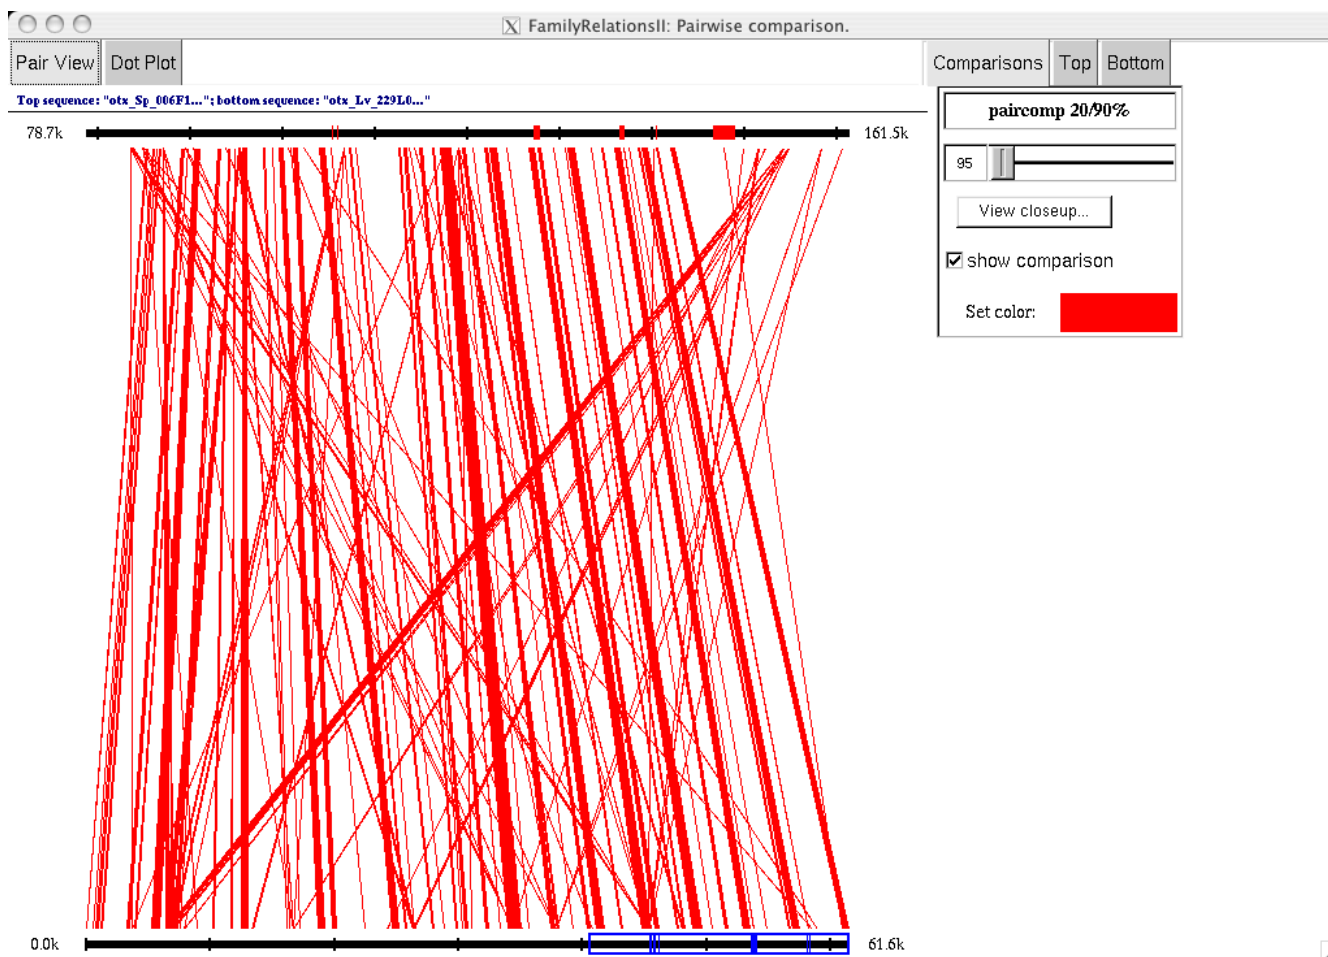 X FamilyRelationsII: Pairwise comparison.
Pair View Dot Plot Comparisons Top Bottom
Top sequence: "otx_Sp_006F1..."; bottom sequence: "otx_Lv_229L0..."
paircomp 20/90%
78.7k 161.5k
95
View closeup...
show comparison
Set color:
0.0k 61.6k